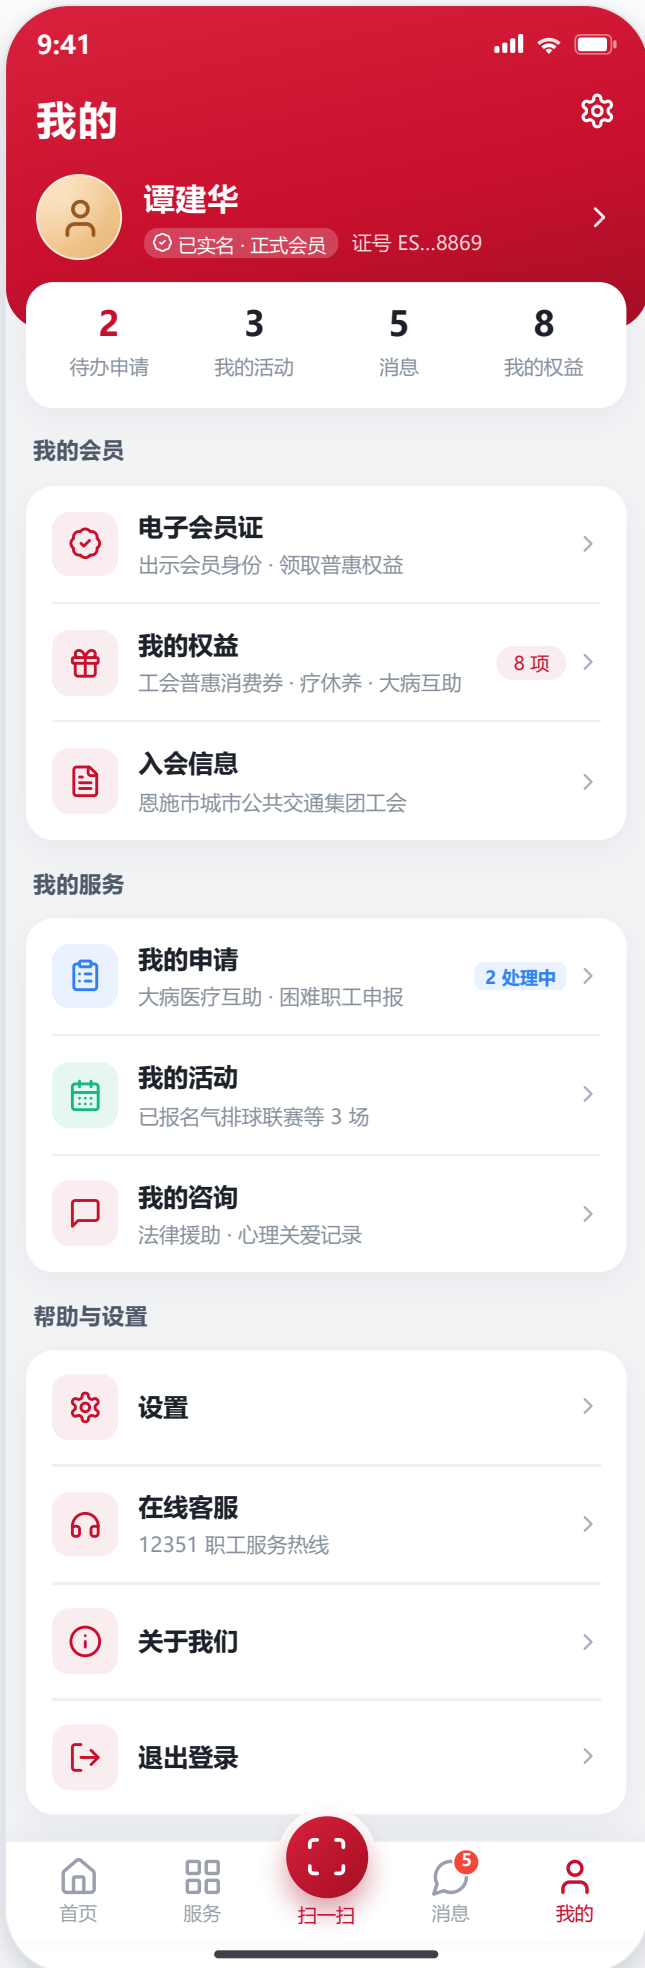 9:41
我的
谭建华
已实名 · 正式会员 证号 ES...8869
2 3 5 8
待办申请 我的活动 消息 我的权益
我的会员
电子会员证
出示会员身份 · 领取普惠权益
我的权益
工会普惠消费券 · 疗休养 · 大病互助
8 项
入会信息
恩施市城市公共交通集团工会
我的服务
我的申请
大病医疗互助 · 困难职工申报
2 处理中
我的活动
已报名气排球联赛等 3 场
我的咨询
法律援助 · 心理关爱记录
帮助与设置
设置
在线客服
12351 职工服务热线
关于我们
退出登录
5
首页 服务 扫一扫 消息 我的